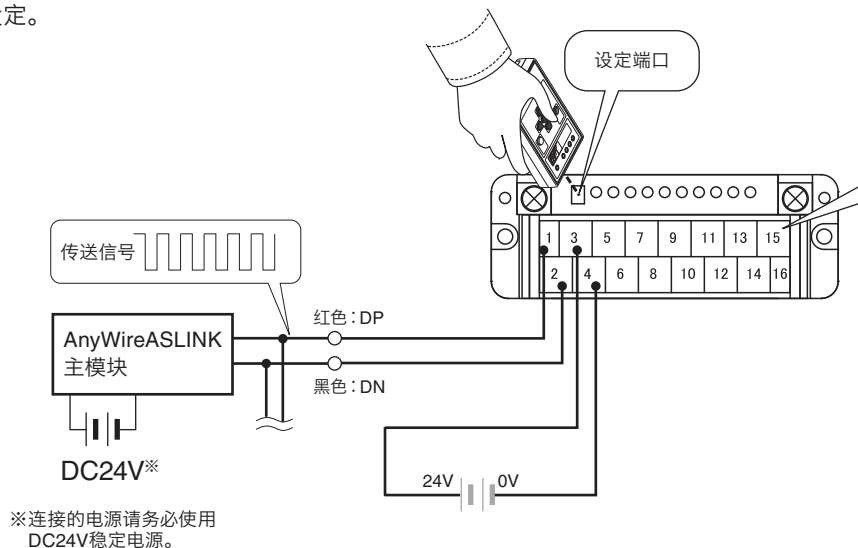 定。
设定端口
1 3 5 7 9 11 13 15
2 4 6 8 10 12 14 16
传送信号
红色：DP
AnyWireASLINK
主模块
黑色：DN
DC24V※
24V 0V
※连接的电源请务必使用
DC24V稳定电源。